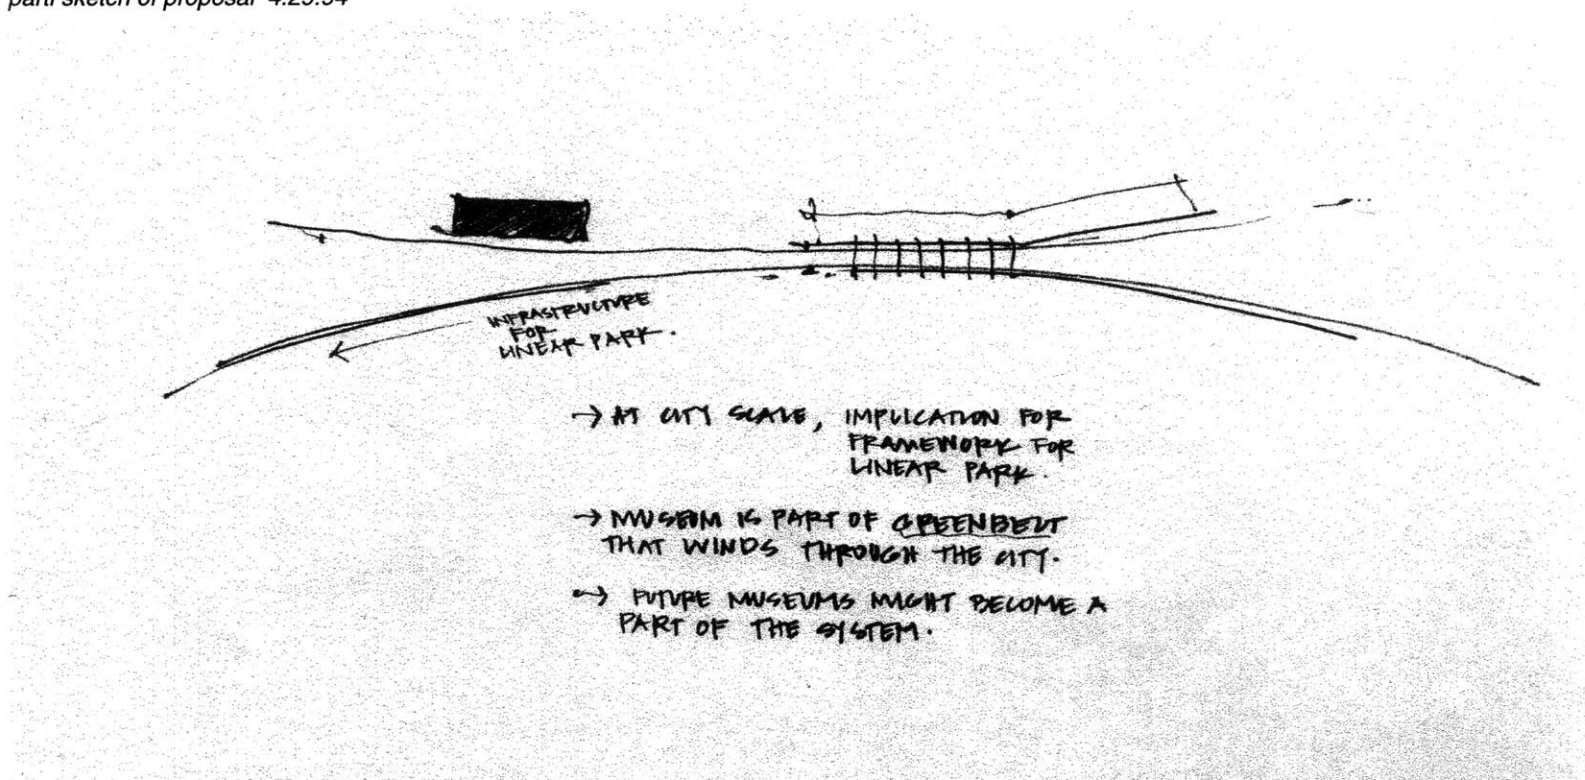 parti sketch of proposal 4.29.94
INFRASTRUCTURE
FOR
LINEAR PARK.
→ AT CITY SCALE, IMPLICATION FOR
FRAMEWORK FOR
LINEAR PARK.
→ MUSEUM IS PART OF GREENBELT
THAT WINDS THROUGH THE CITY.
→ FUTURE MUSEUMS MIGHT BECOME A
PART OF THE SYSTEM.